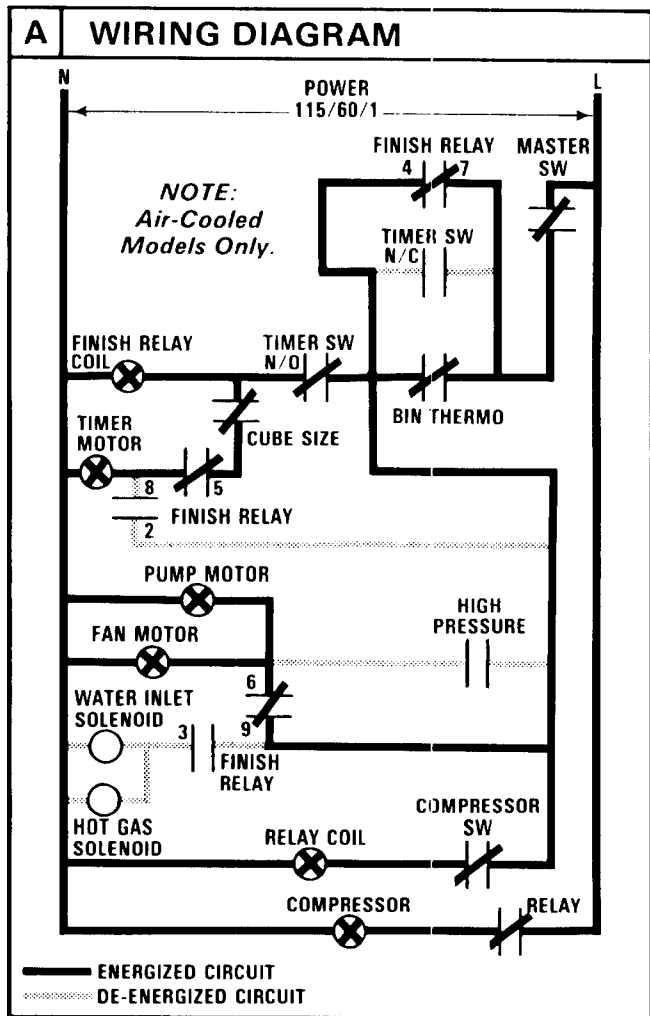 A WIRING DIAGRAM
N
L
POWER
115/60/1
FINISH RELAY
4 7
MASTER
SW
NOTE:
Air-Cooled
Models Only.
TIMER SW
N/C
FINISH RELAY
COIL
TIMER SW
N/O
BIN THERMO
CUBE SIZE
TIMER
MOTOR
8 5
2
FINISH RELAY
PUMP MOTOR
HIGH
PRESSURE
FAN MOTOR
6
WATER INLET
SOLENOID
3 9
FINISH
RELAY
HOT GAS
SOLENOID
COMPRESSOR
SW
RELAY COIL
COMPRESSOR
RELAY
ENERGIZED CIRCUIT
DE-ENERGIZED CIRCUIT